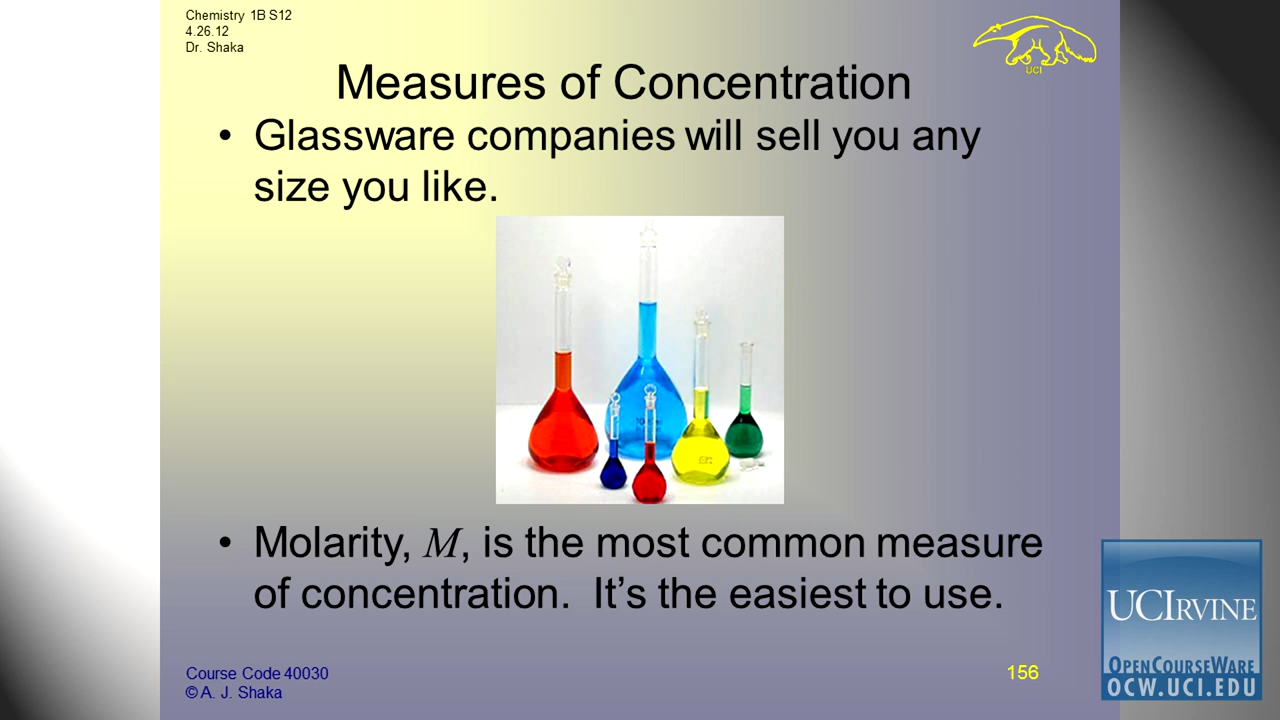 Chemistry 1B S12
4.26.12
Dr. Shaka
UCI
Measures of Concentration
• Glassware companies will sell you any
size you like.
• Molarity, M, is the most common measure
of concentration.  It’s the easiest to use.
Course Code 40030
© A. J. Shaka
156
UCIRVINE
OPENCOURSEWARE
OCW.UCI.EDU